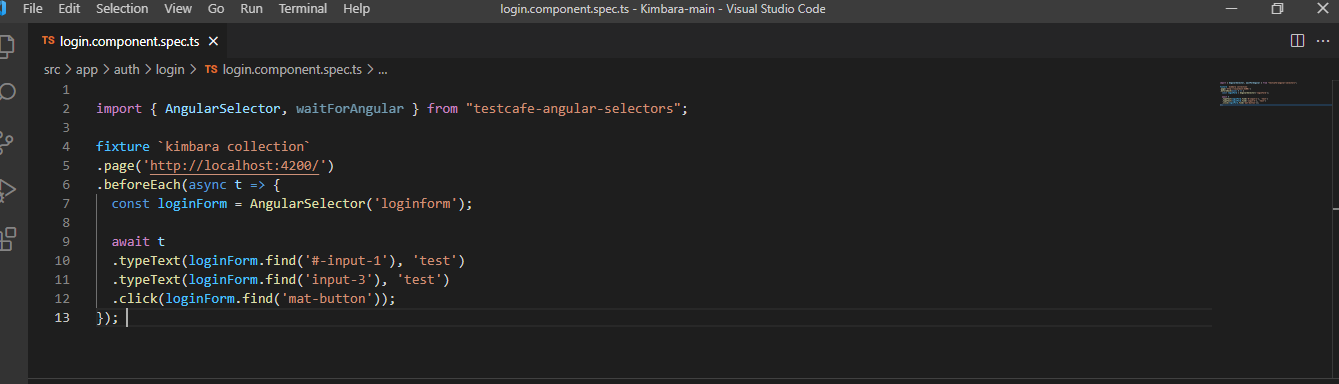 File Edit Selection View Go Run Terminal Help login.component.spec.ts - Kimbara-main - Visual Studio Code
TS login.component.spec.ts
src > app > auth > login > TS login.component.spec.ts > ...
1
2 import { AngularSelector, waitForAngular } from "testcafe-angular-selectors";
3
4 fixture `kimbara collection`
5 .page('http://localhost:4200/')
6 .beforeEach(async t => {
7 const loginForm = AngularSelector('loginform');
8
9 await t
10 .typeText(loginForm.find('#-input-1'), 'test')
11 .typeText(loginForm.find('input-3'), 'test')
12 .click(loginForm.find('mat-button'));
13 });